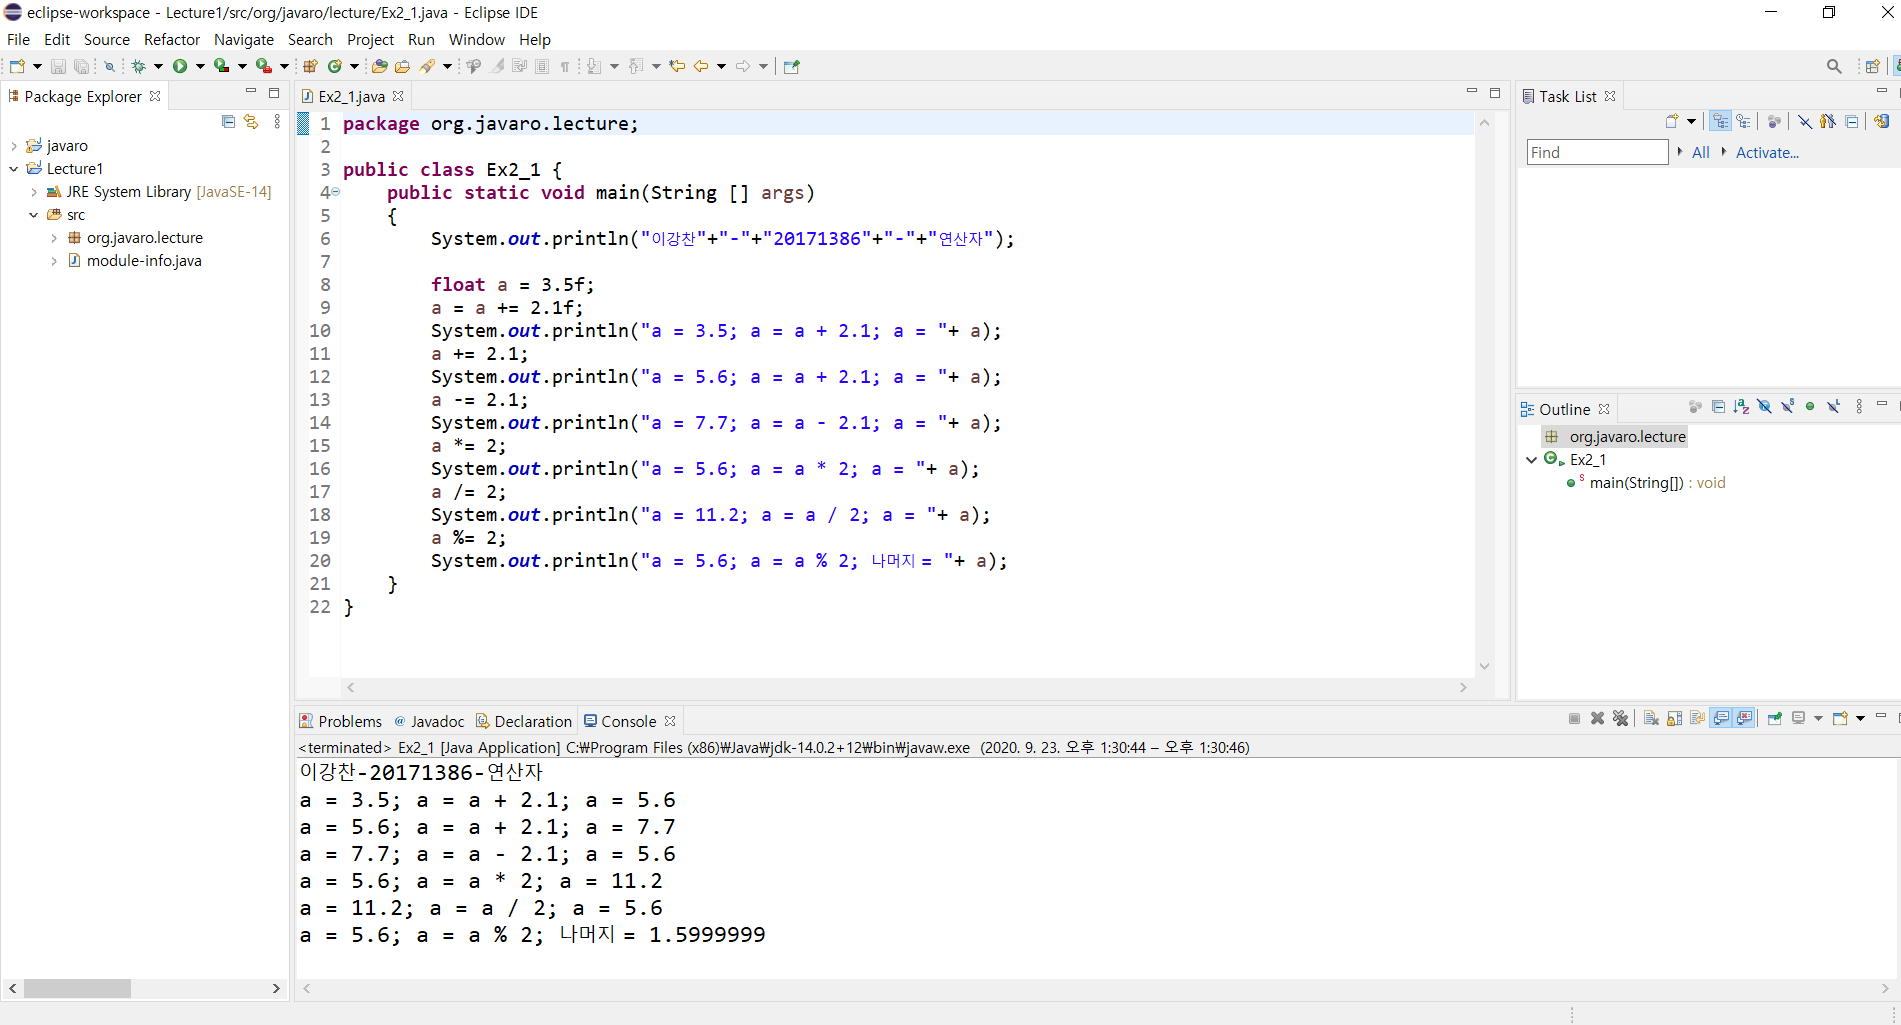 eclipse-workspace - Lecture1/src/org/javaro/lecture/Ex2_1.java - Eclipse IDE
File Edit Source Refactor Navigate Search Project Run Window Help
Package Explorer
javaro
Lecture1
JRE System Library [JavaSE-14]
src
org.javaro.lecture
module-info.java
Ex2_1.java
1 package org.javaro.lecture;
2
3 public class Ex2_1 {
4 public static void main(String [] args)
5 {
6 System.out.println("이강찬"+"-"+"20171386"+"-"+"연산자");
7
8 float a = 3.5f;
9 a = a += 2.1f;
10 System.out.println("a = 3.5; a = a + 2.1; a = "+ a);
11 a += 2.1;
12 System.out.println("a = 5.6; a = a + 2.1; a = "+ a);
13 a -= 2.1;
14 System.out.println("a = 7.7; a = a - 2.1; a = "+ a);
15 a *= 2;
16 System.out.println("a = 5.6; a = a * 2; a = "+ a);
17 a /= 2;
18 System.out.println("a = 11.2; a = a / 2; a = "+ a);
19 a %= 2;
20 System.out.println("a = 5.6; a = a % 2; 나머지 = "+ a);
21 }
22 }
Task List
Find All Activate...
Outline
org.javaro.lecture
Ex2_1
main(String[]) : void
Problems Javadoc Declaration Console
<terminated> Ex2_1 [Java Application] C:₩Program Files (x86)₩Java₩jdk-14.0.2+12₩bin₩javaw.exe (2020. 9. 23. 오후 1:30:44 – 오후 1:30:46)
이강찬-20171386-연산자
a = 3.5; a = a + 2.1; a = 5.6
a = 5.6; a = a + 2.1; a = 7.7
a = 7.7; a = a - 2.1; a = 5.6
a = 5.6; a = a * 2; a = 11.2
a = 11.2; a = a / 2; a = 5.6
a = 5.6; a = a % 2; 나머지 = 1.5999999